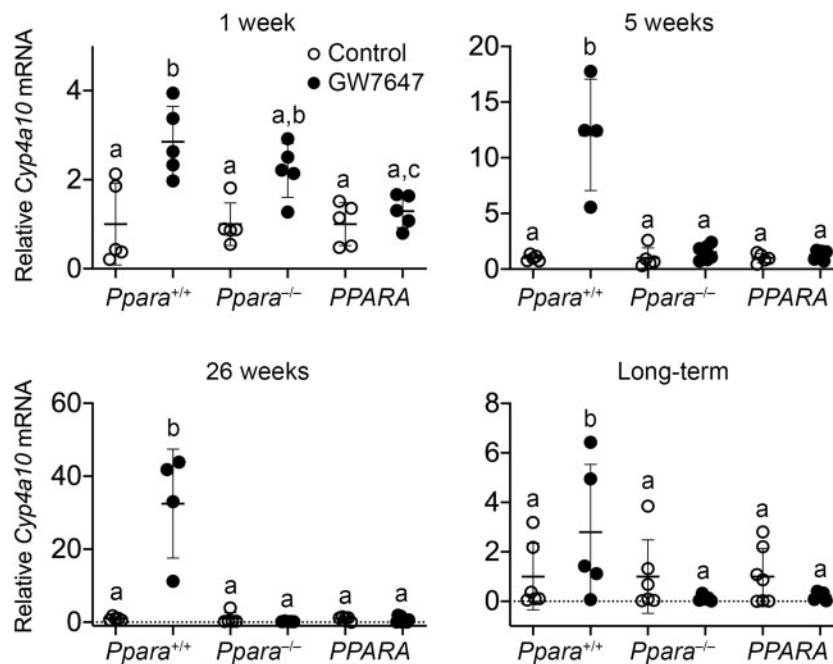 1 week
Relative Cyp4a10 mRNA
4
2
0
Control
GW7647
a
b
a
a,b
a
a,c
Ppara+/+
Ppara−/−
PPARA
5 weeks
20
15
10
5
0
a
b
a
a
a
a
Ppara+/+
Ppara−/−
PPARA
26 weeks
Relative Cyp4a10 mRNA
60
40
20
0
a
b
a
a
a
a
Ppara+/+
Ppara−/−
PPARA
Long-term
8
6
4
2
0
a
b
a
a
a
a
Ppara+/+
Ppara−/−
PPARA